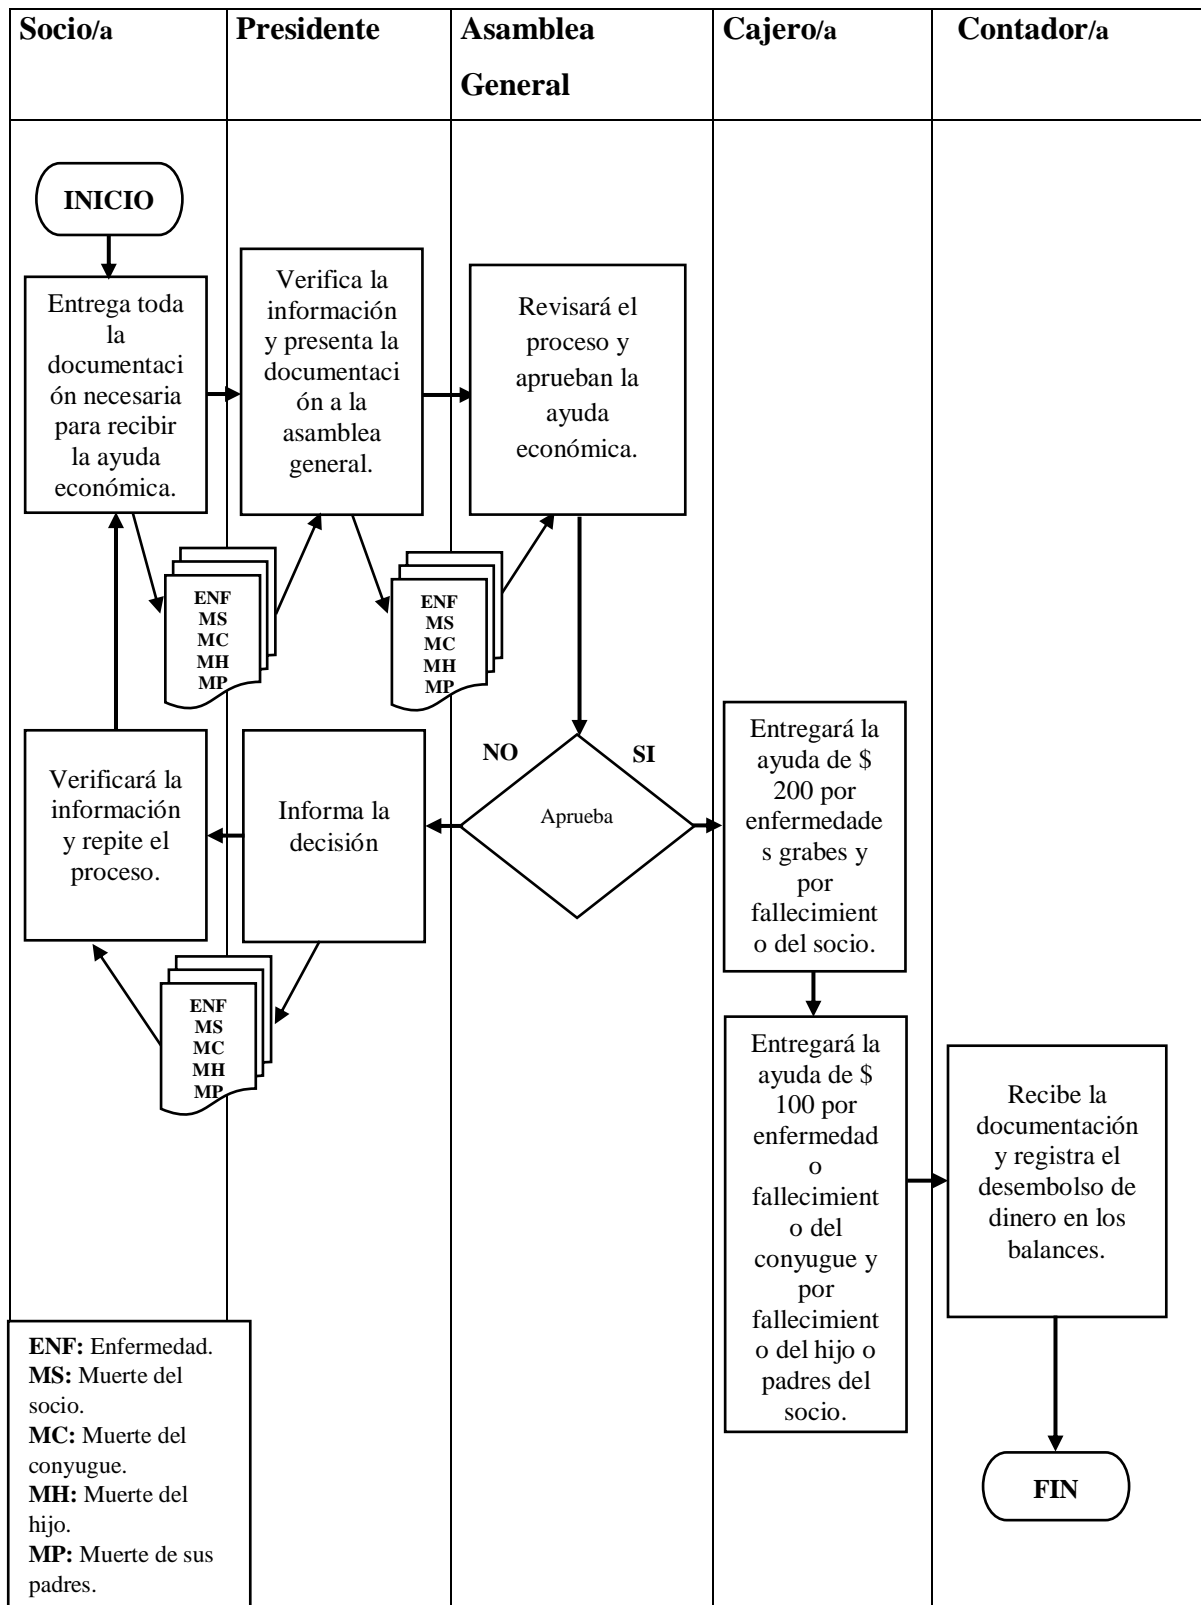 Socio/a
Presidente
Asamblea
General
Cajero/a
Contador/a
INICIO
Entrega toda
la
documentaci
ón necesaria
para recibir
la ayuda
económica.
Verifica la
información
y presenta la
documentaci
ón a la
asamblea
general.
Revisará el
proceso y
aprueban la
ayuda
económica.
ENF
MS
MC
MH
MP
ENF
MS
MC
MH
MP
NO
SI
Aprueba
Informa la
decisión
Verificará la
información
y repite el
proceso.
ENF
MS
MC
MH
MP
Entregará la
ayuda de $
200 por
enfermedade
s grabes y
por
fallecimient
o del socio.
Entregará la
ayuda de $
100 por
enfermedad
o
fallecimient
o del
conyugue y
por
fallecimient
o del hijo o
padres del
socio.
Recibe la
documentación
y registra el
desembolso de
dinero en los
balances.
FIN
ENF: Enfermedad.
MS: Muerte del
socio.
MC: Muerte del
conyugue.
MH: Muerte del
hijo.
MP: Muerte de sus
padres.